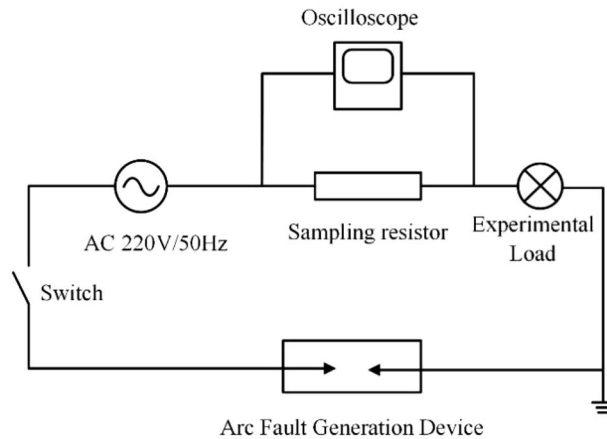 Oscilloscope
AC 220V/50Hz
Sampling resistor
Experimental
Load
Switch
Arc Fault Generation Device